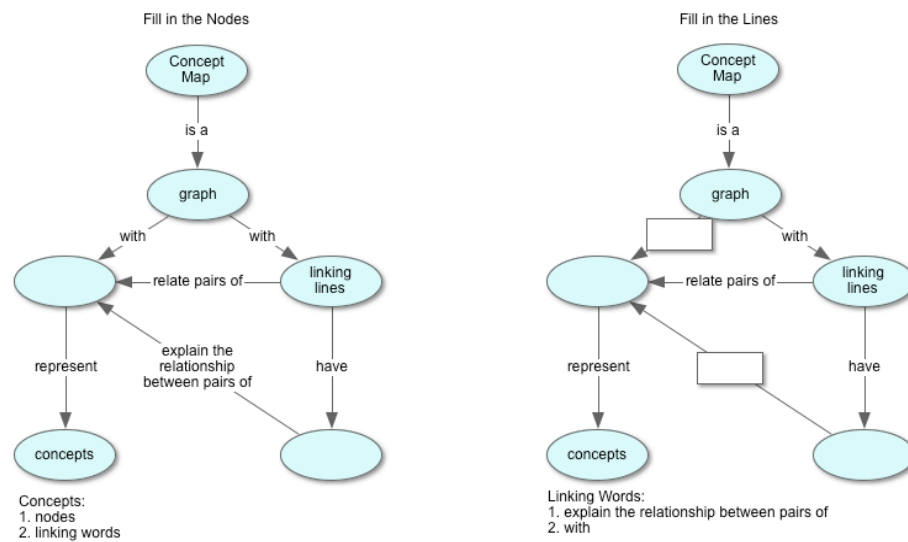 Fill in the Nodes
Concept
Map
is a
graph
with
with
relate pairs of
linking
lines
represent
explain the
relationship
between pairs of
have
concepts
Concepts:
1. nodes
2. linking words
Fill in the Lines
Concept
Map
is a
graph
with
relate pairs of
linking
lines
represent
have
concepts
Linking Words:
1. explain the relationship between pairs of
2. with